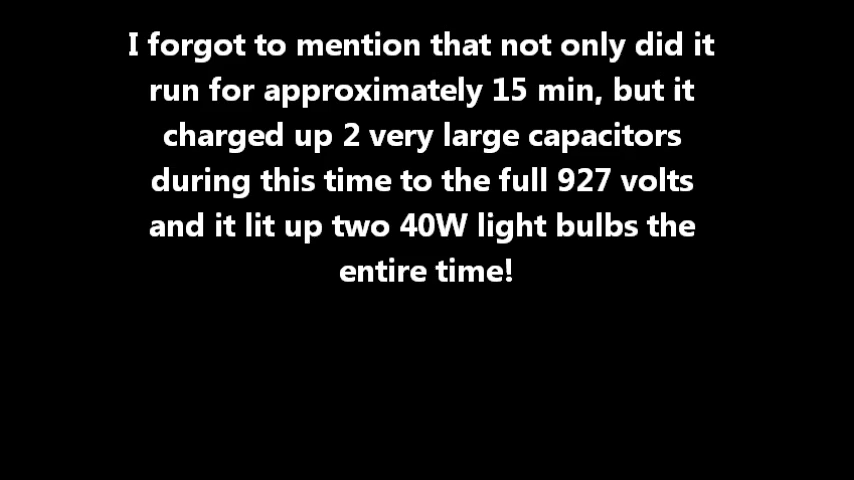 I forgot to mention that not only did it
run for approximately 15 min, but it
charged up 2 very large capacitors
during this time to the full 927 volts
and it lit up two 40W light bulbs the
entire time!